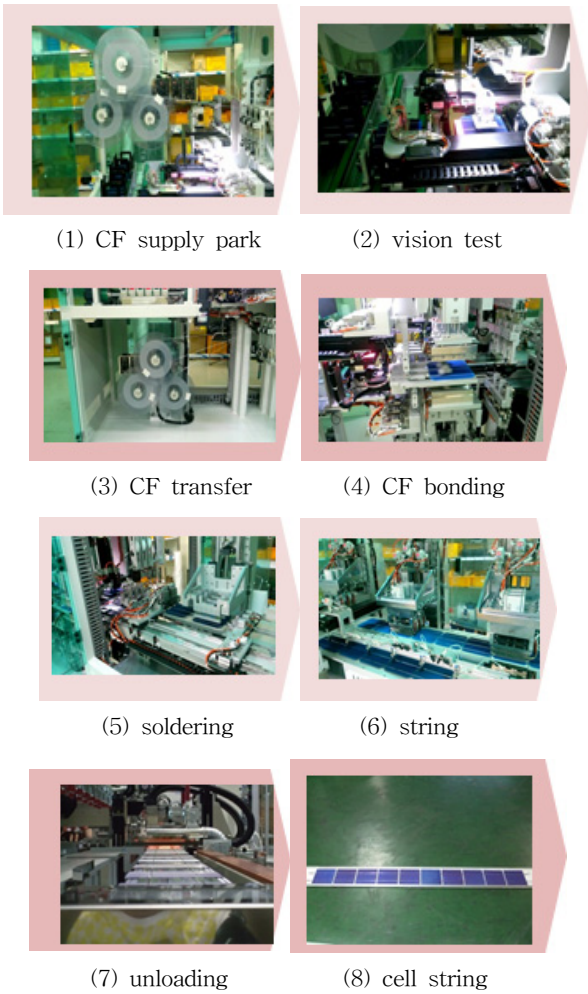 (1) CF supply park
(2) vision test
(3) CF transfer
(4) CF bonding
(5) soldering
(6) string
(7) unloading
(8) cell string